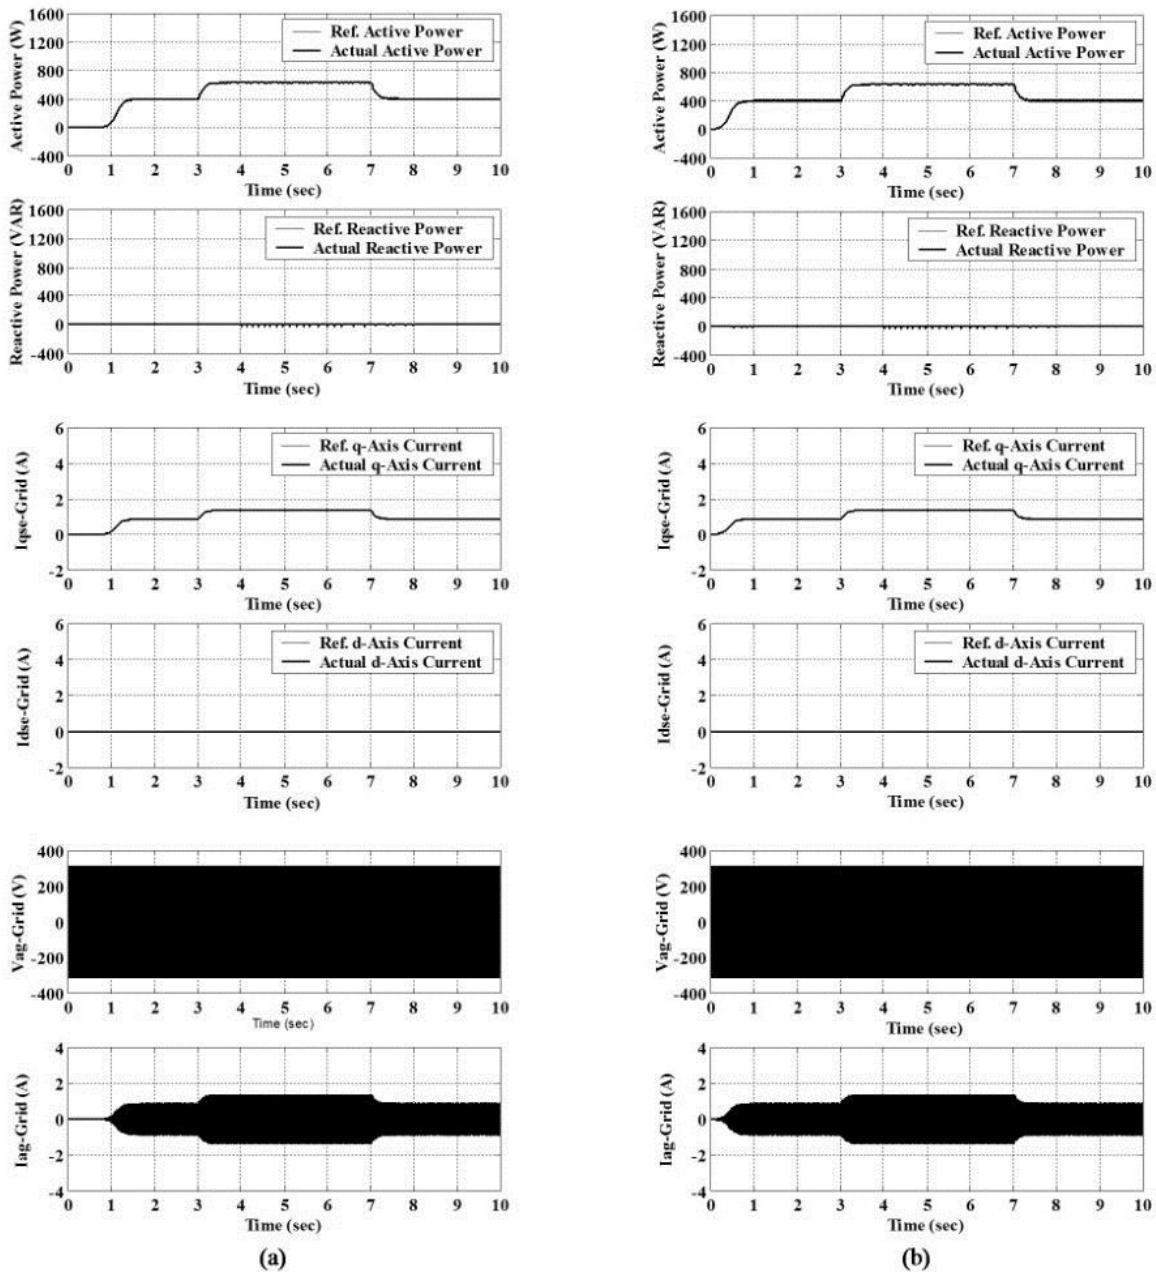 1600
1200
800
400
0
-400
Active Power (W)
Ref. Active Power
Actual Active Power
0 1 2 3 4 5 6 7 8 9 10
Time (sec)
1600
1200
800
400
0
-400
Reactive Power (VAR)
Ref. Reactive Power
Actual Reactive Power
0 1 2 3 4 5 6 7 8 9 10
Time (sec)
6
4
2
0
-2
Iqse-Grid (A)
Ref. q-Axis Current
Actual q-Axis Current
0 1 2 3 4 5 6 7 8 9 10
Time (sec)
6
4
2
0
-2
Idse-Grid (A)
Ref. d-Axis Current
Actual d-Axis Current
0 1 2 3 4 5 6 7 8 9 10
Time (sec)
400
200
0
-200
-400
Vag-Grid (V)
0 1 2 3 4 5 6 7 8 9 10
Time (sec)
4
2
0
-2
-4
Iag-Grid (A)
0 1 2 3 4 5 6 7 8 9 10
Time (sec)
(a)
1600
1200
800
400
0
-400
Active Power (W)
Ref. Active Power
Actual Active Power
0 1 2 3 4 5 6 7 8 9 10
Time (sec)
1600
1200
800
400
0
-400
Reactive Power (VAR)
Ref. Reactive Power
Actual Reactive Power
0 1 2 3 4 5 6 7 8 9 10
Time (sec)
6
4
2
0
-2
Iqse-Grid (A)
Ref. q-Axis Current
Actual q-Axis Current
0 1 2 3 4 5 6 7 8 9 10
Time (sec)
6
4
2
0
-2
Idse-Grid (A)
Ref. d-Axis Current
Actual d-Axis Current
0 1 2 3 4 5 6 7 8 9 10
Time (sec)
400
200
0
-200
-400
Vag-Grid (V)
0 1 2 3 4 5 6 7 8 9 10
Time (sec)
4
2
0
-2
-4
Iag-Grid (A)
0 1 2 3 4 5 6 7 8 9 10
Time (sec)
(b)